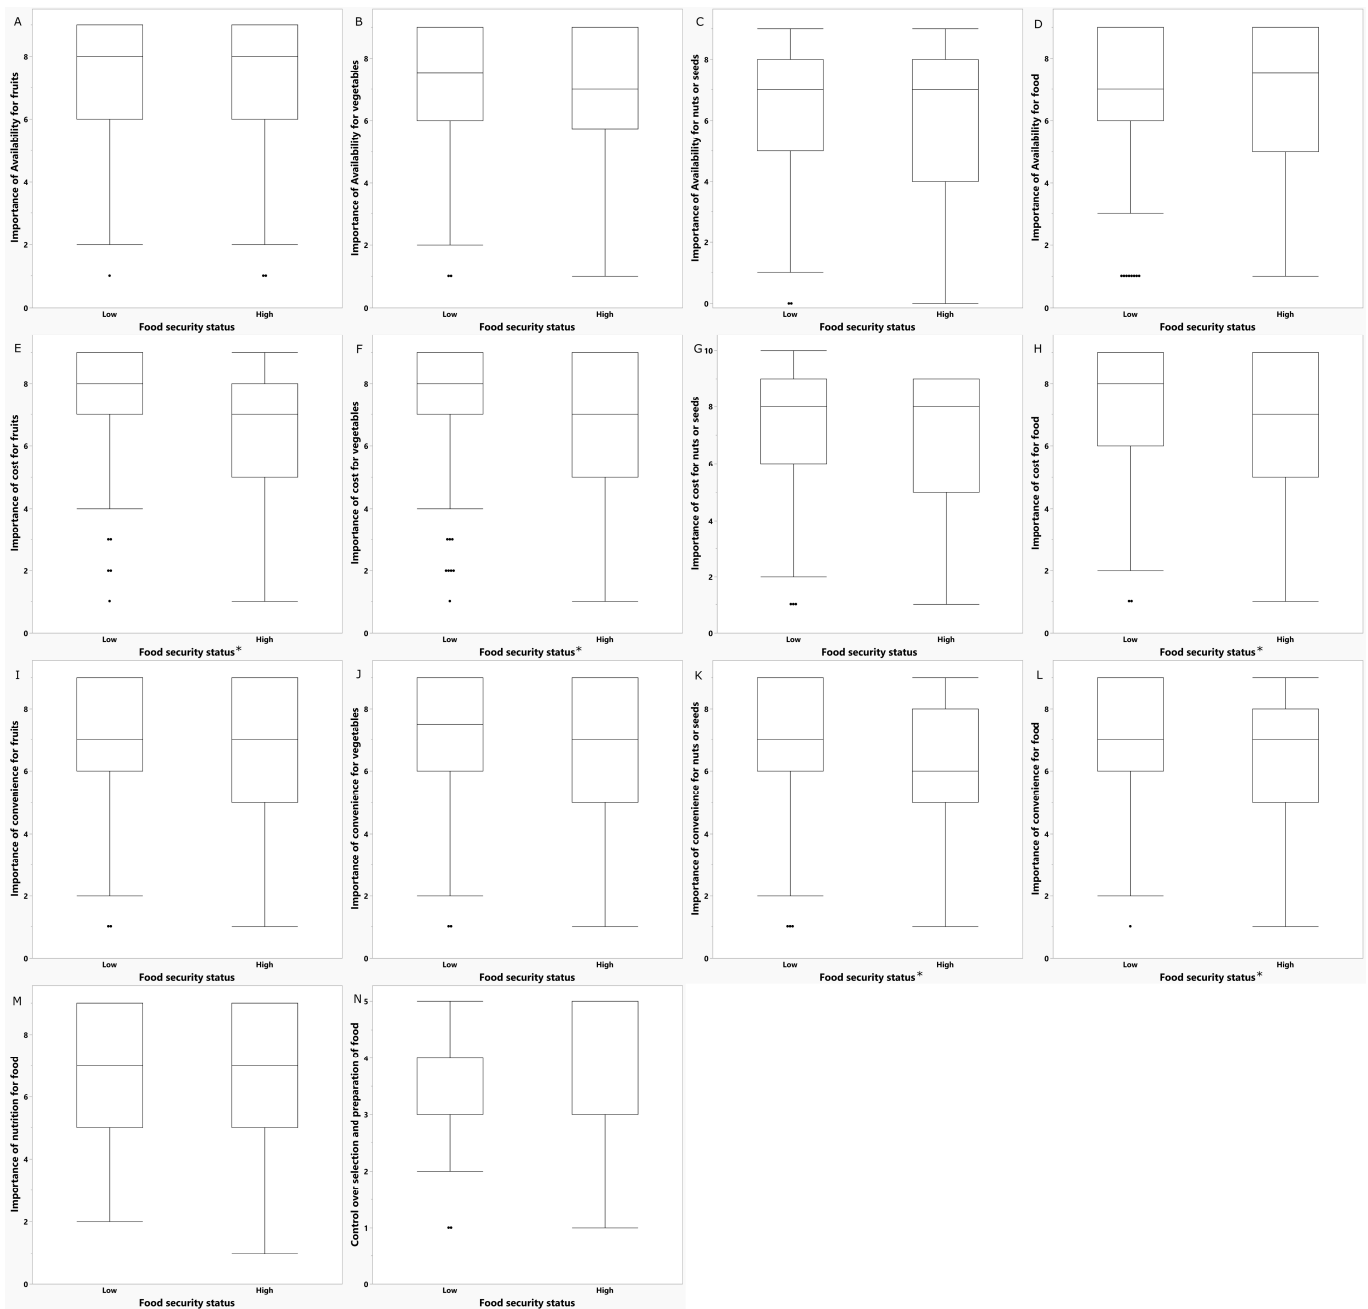 A
Importance of Availability for fruits
8
6
4
2
0
Low High
Food security status
B
Importance of Availability for vegetables
8
6
4
2
0
Low High
Food security status
C
Importance of Availability for nuts or seeds
8
6
4
2
0
Low High
Food security status
D
Importance of Availability for food
8
6
4
2
0
Low High
Food security status
E
Importance of cost for fruits
8
6
4
2
0
Low High
Food security status*
F
Importance of cost for vegetables
8
6
4
2
0
Low High
Food security status*
G
Importance of cost for nuts or seeds
10
8
6
4
2
0
Low High
Food security status
H
Importance of cost for food
8
6
4
2
0
Low High
Food security status*
I
Importance of convenience for fruits
8
6
4
2
0
Low High
Food security status
J
Importance of convenience for vegetables
8
6
4
2
0
Low High
Food security status
K
Importance of convenience for nuts or seeds
8
6
4
2
0
Low High
Food security status*
L
Importance of convenience for food
8
6
4
2
0
Low High
Food security status*
M
Importance of nutrition for food
8
6
4
2
0
Low High
Food security status
N
Control over selection and preparation of food
5
4
3
2
1
0
Low High
Food security status